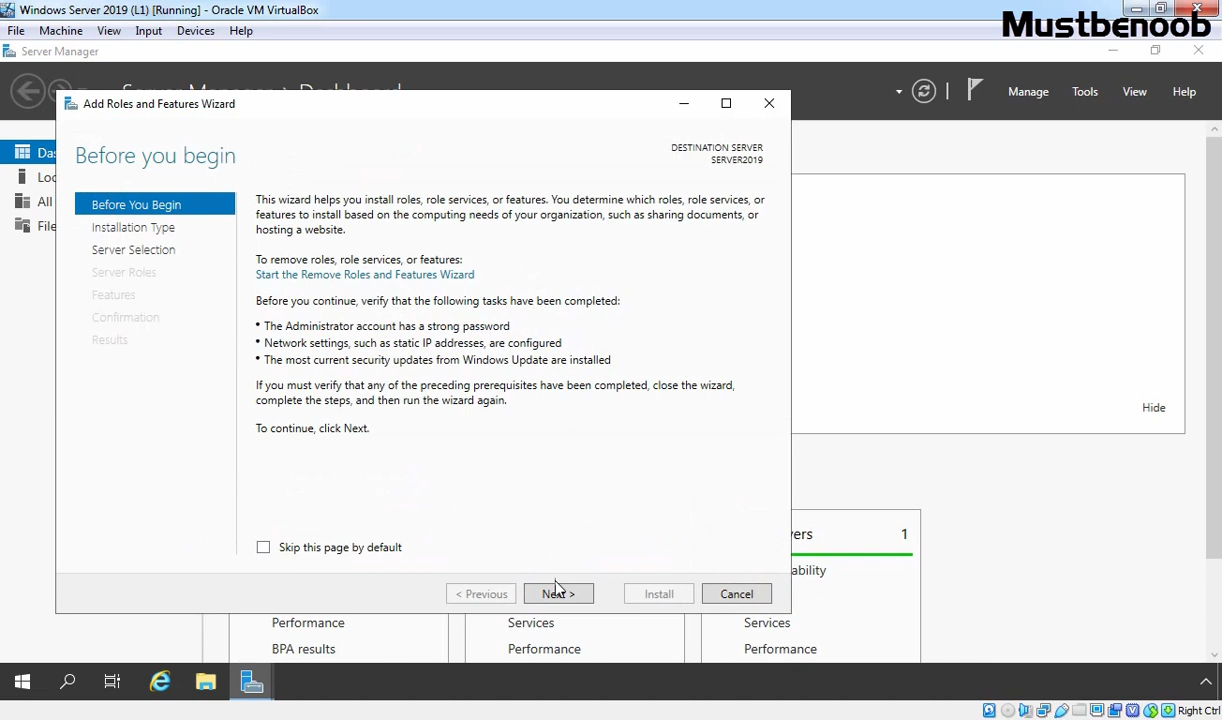 Windows Server 2019 (L1) [Running] - Oracle VM VirtualBox
Mustbenoob
File Machine View Input Devices Help
Server Manager
Manage Tools View Help
Add Roles and Features Wizard
Before you begin
DESTINATION SERVER
SERVER2019
Before You Begin
Installation Type
Server Selection
Server Roles
Features
Confirmation
Results
This wizard helps you install roles, role services, or features. You determine which roles, role services, or
features to install based on the computing needs of your organization, such as sharing documents, or
hosting a website.
To remove roles, role services, or features:
Start the Remove Roles and Features Wizard
Before you continue, verify that the following tasks have been completed:
• The Administrator account has a strong password
• Network settings, such as static IP addresses, are configured
• The most current security updates from Windows Update are installed
If you must verify that any of the preceding prerequisites have been completed, close the wizard,
complete the steps, and then run the wizard again.
To continue, click Next.
Skip this page by default
< Previous
Next >
Install
Cancel
All
Hide
1
Performance
BPA results
Services
Performance
Services
Performance
Right Ctrl